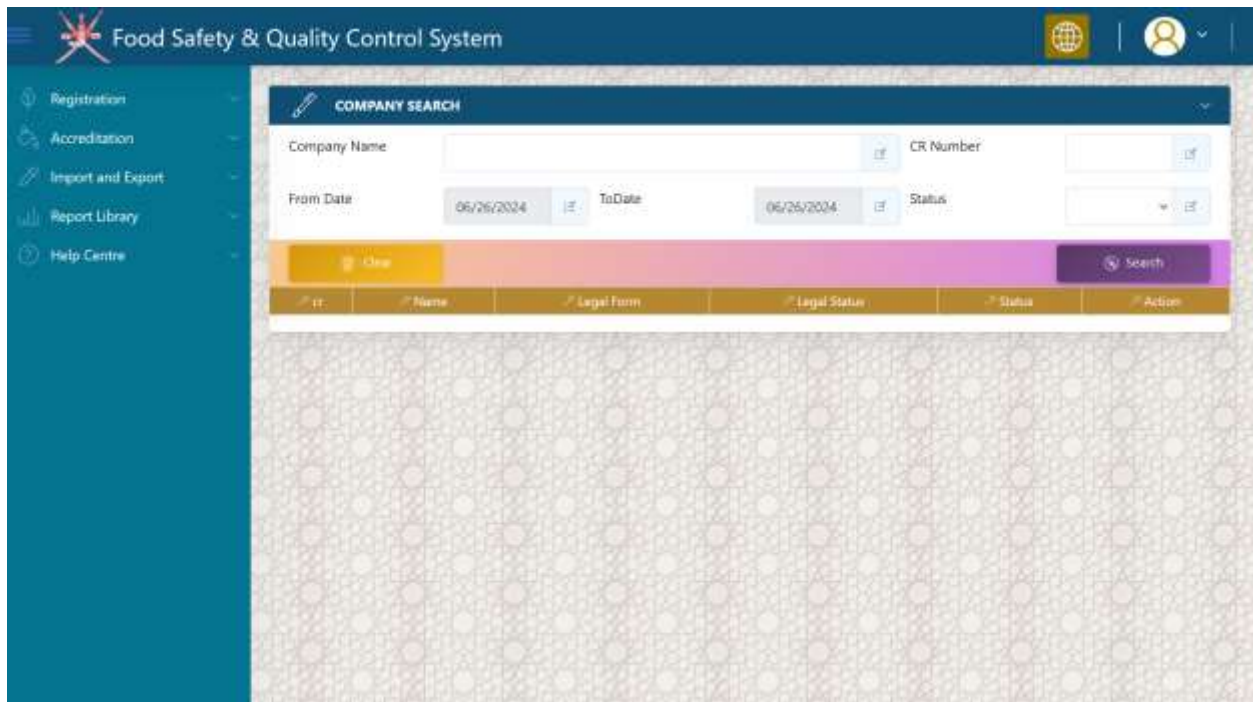 Food Safety & Quality Control System
Registration
Accreditation
Import and Export
Report Library
Help Centre
COMPANY SEARCH
Company Name
CR Number
From Date 06/26/2024 ToDate 06/26/2024 Status
Clear
Search
cr Name Legal Form Legal Status Status Action